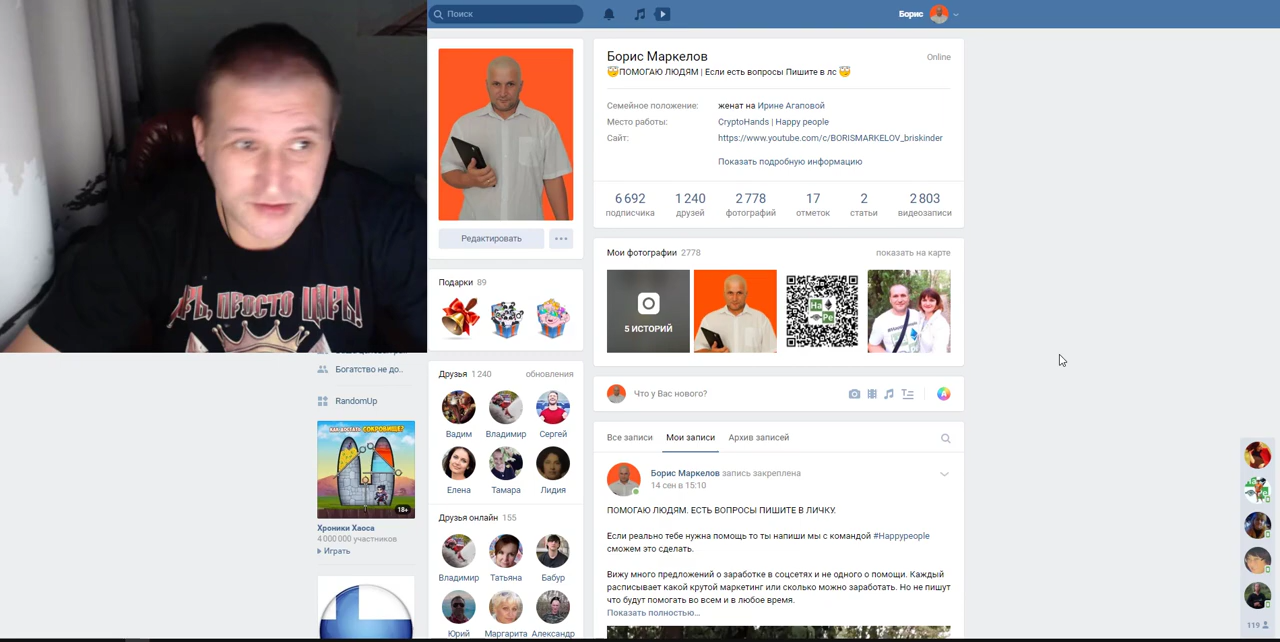 Поиск
Борис
Борис Маркелов
Online
😇ПОМОГАЮ ЛЮДЯМ | Если есть вопросы Пишите в лс 😇
Семейное положение: женат на Ирине Агаповой
Место работы: CryptoHands | Happy people
Сайт: https://www.youtube.com/c/BORISMARKELOV_briskinder
Показать подробную информацию
6 692 1 240 2 778 17 2 2 803
подписчика друзей фотографий отметок статьи видеозаписи
Редактировать
Мои фотографии 2778 показать на карте
5 ИСТОРИЙ
Ha
Pe
Подарки 89
ПРОСТО ЦАРЬ!
Богатство не до..
RandomUp
СОКРОВИЩЕ?
18+
Хроники Хаоса
4 000 000 участников
Играть
Друзья 1 240 обновления
Вадим Владимир Сергей
Елена Тамара Лидия
Друзья онлайн 155
Владимир Татьяна Бабур
Юрий Маргарита Александр
Что у Вас нового?
Все записи Мои записи Архив записей
Борис Маркелов запись закреплена
14 сен в 15:10
ПОМОГАЮ ЛЮДЯМ. ЕСТЬ ВОПРОСЫ ПИШИТЕ В ЛИЧКУ.
Если реально тебе нужна помощь то ты напиши мы с командой #Happypeople
сможем это сделать.
Вижу много предложений о заработке в соцсетях и не одного о помощи. Каждый
расписывает какой крутой маркетинг или сколько можно заработать. Но не пишут
что будут помогать во всем и в любое время.
Показать полностью...
119